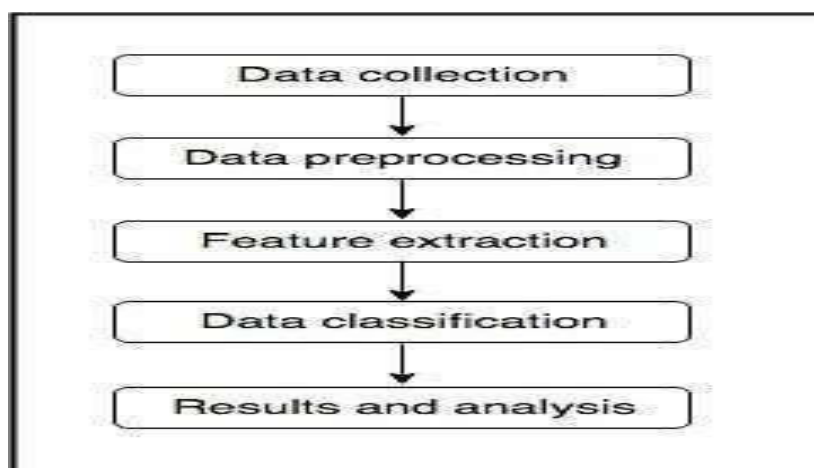 Data collection
Data preprocessing
Feature extraction
Data classification
Results and analysis